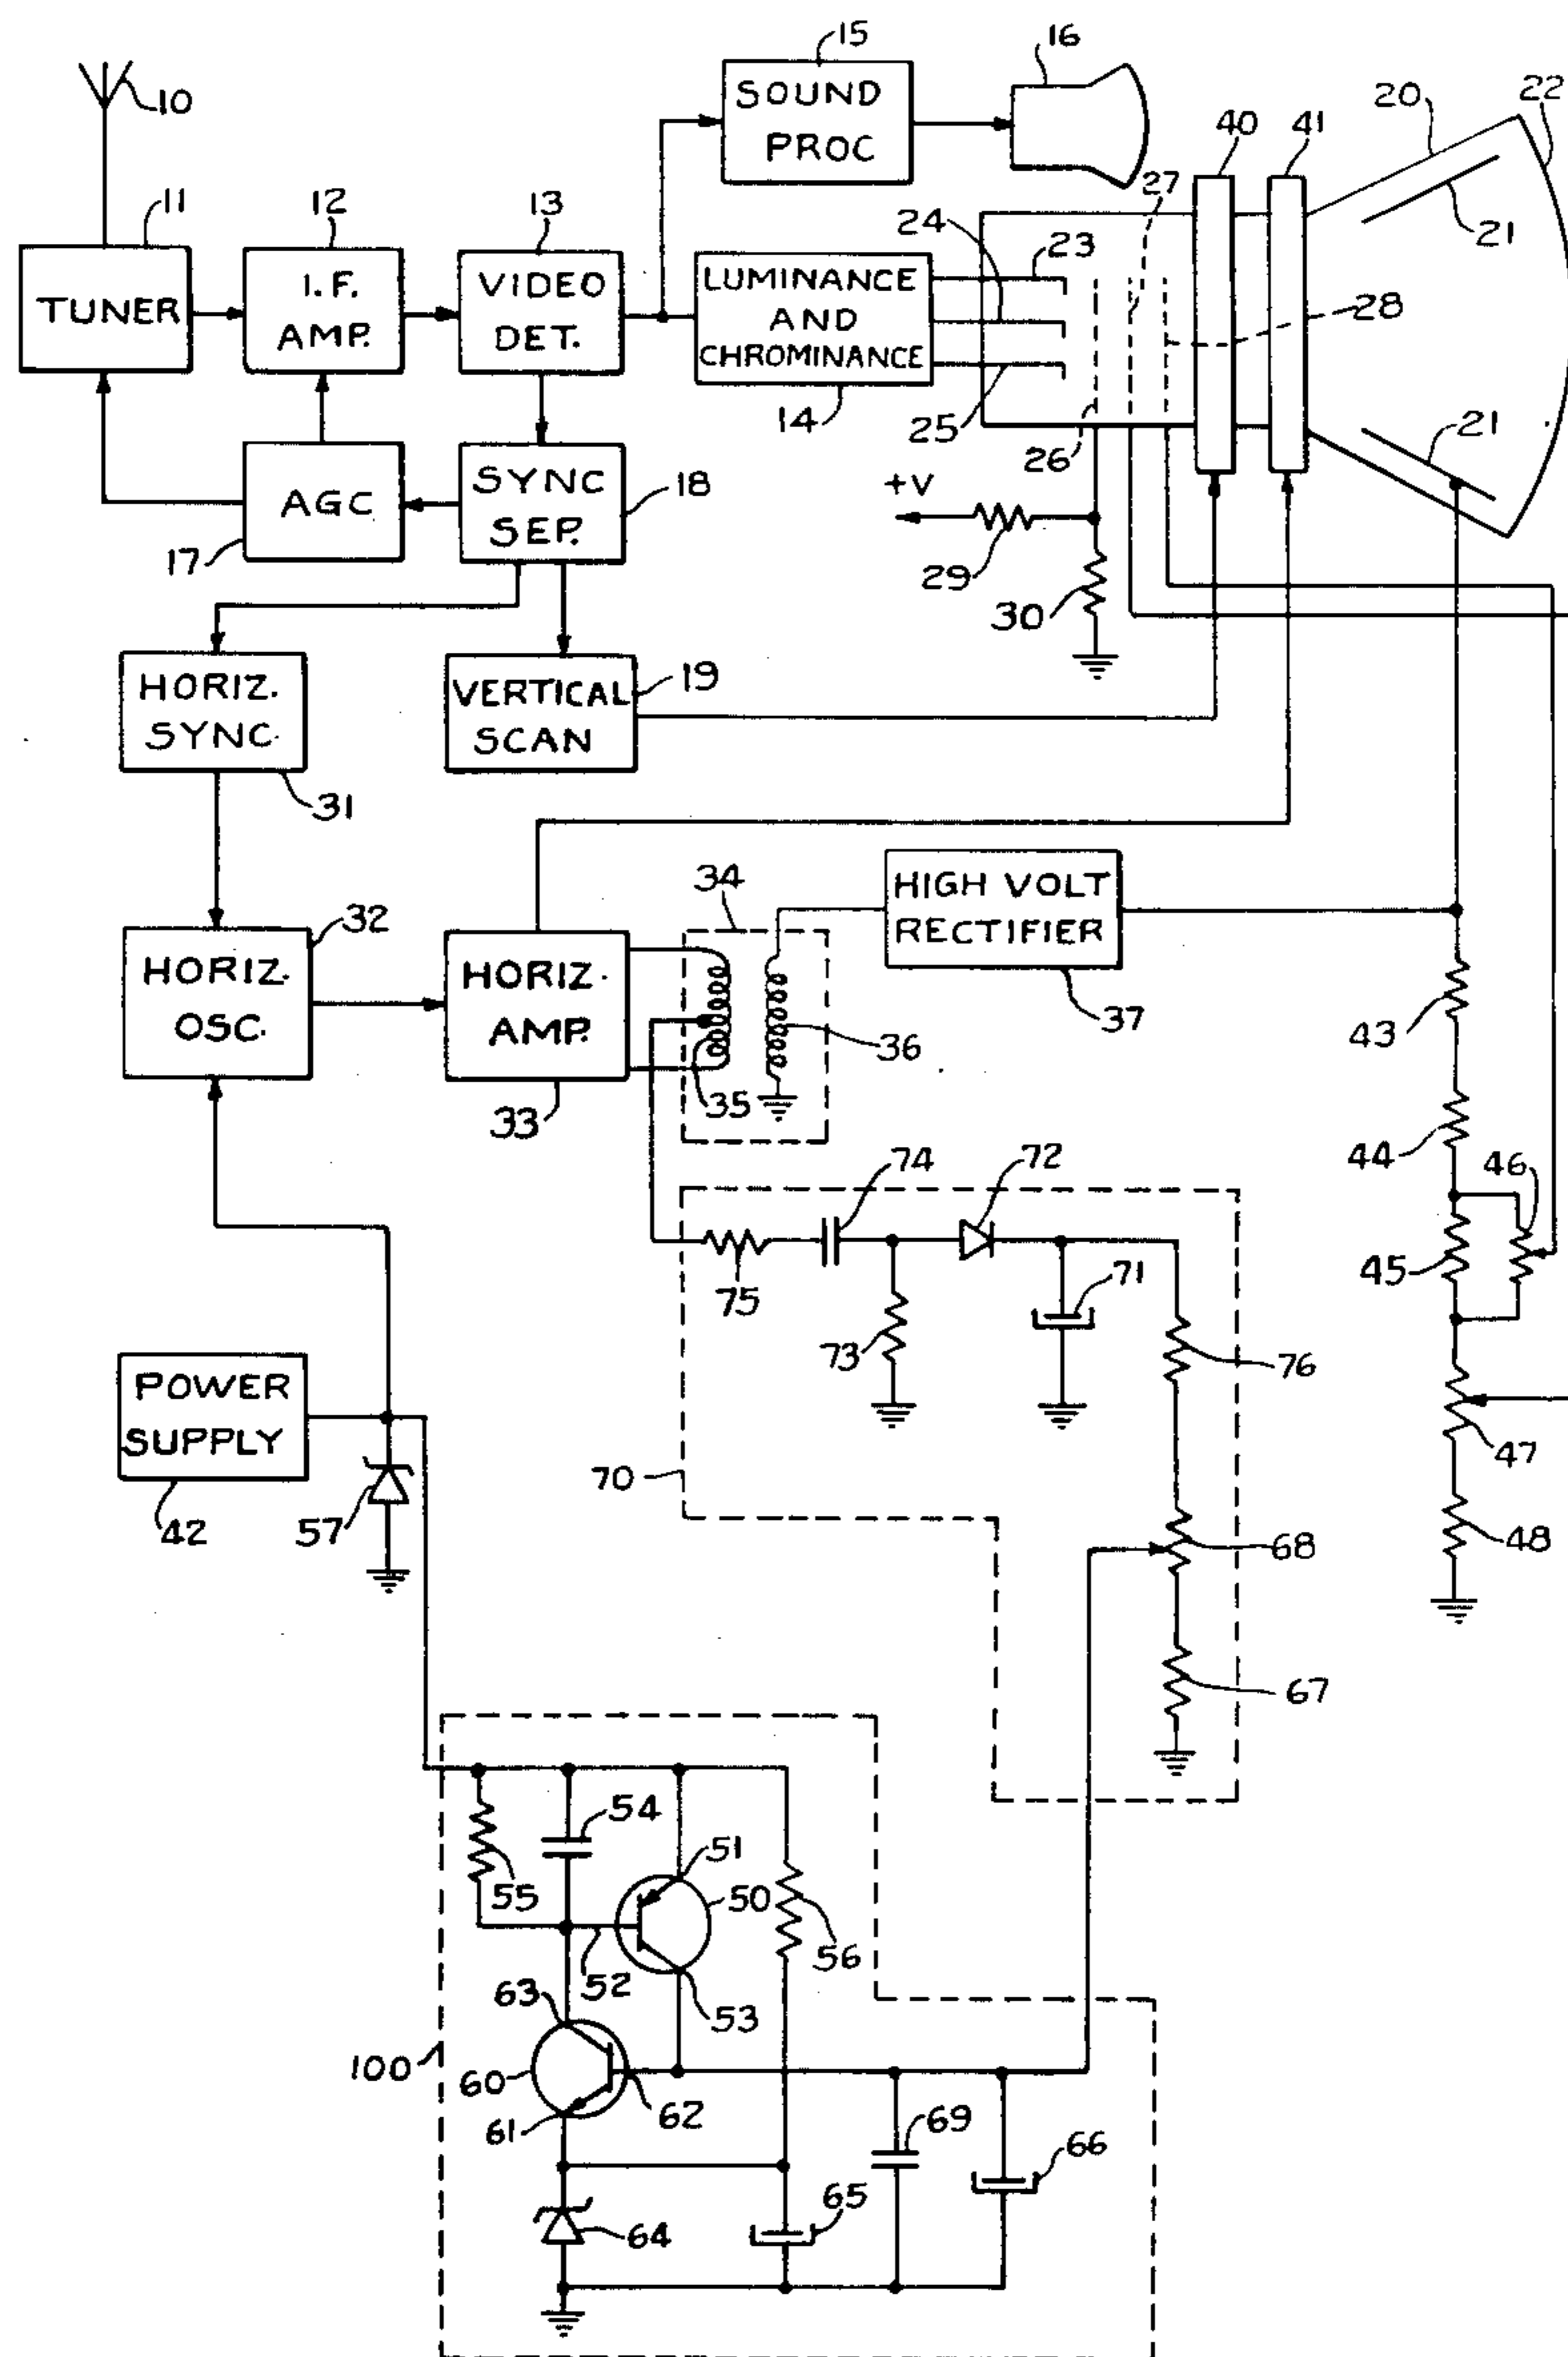 15
16
10
SOUND
PROC
20
22
40
41
27
11
12
13
24
23
21
TUNER
I.F.
AMP.
VIDEO
DET.
LUMINANCE
AND
CHROMINANCE
28
14
25
26
21
AGC
SYNC
SEP.
18
+V
17
29
30
HORIZ.
SYNC.
VERTICAL
SCAN
19
31
34
HIGH VOLT
RECTIFIER
32
HORIZ.
OSC.
HORIZ.
AMP.
37
43
36
35
33
74
72
44
46
75
71
45
73
76
POWER
SUPPLY
47
70
42
57
68
48
67
54
51
55
50
56
52
63
53
100
60
62
61
69
66
65
64